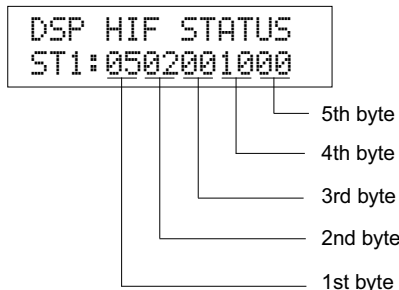 DSP HIF STATUS
ST1:0502001000
5th byte
4th byte
3rd byte
2nd byte
1st byte